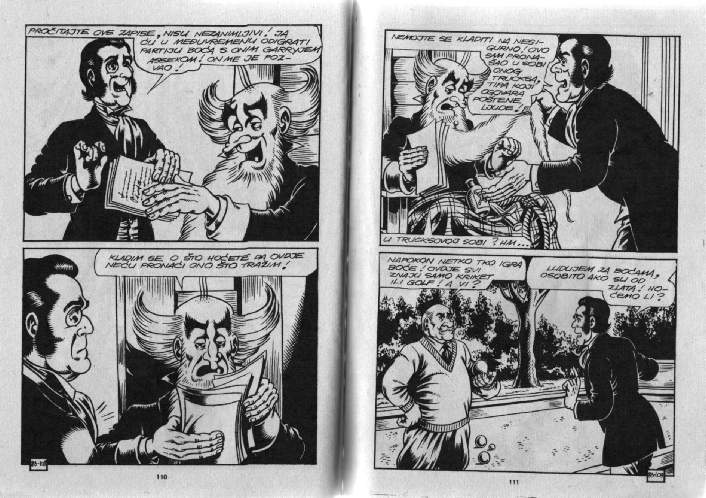 PROČITAJTE OVE ZAPISE, NISU NEZANIMLJIVI! JA
ĆU U MEĐUVREMENU ODIGRATI
PARTIJU BOĆA S ONIM GARRYJEM
ASSEKOM! ON ME JE POZ-
VAO!
KLADIM SE O ŠTO HOĆETE DA OVDJE
NEĆU PRONAĆI ONO ŠTO TRAŽIM!
110
NEMOJTE SE KLADITI NA NESI-
GURNO! OVO
SAM PRONA-
ŠAO U SOBI
ONOG
TRUCKSA,
TIPA KOJI
OGOVARA
POŠTENE
LJUDE!
U TRUCKSOVOJ SOBI? HM...
NAPOKON NETKO TKO IGRA
BOĆE! OVDJE SVI
ZNAJU SAMO KRIKET
ILI GOLF! A VI?
LUDUJEM ZA BOĆAMA,
OSOBITO AKO SU OD
ZLATA! HO-
ĆEMO LI?
111